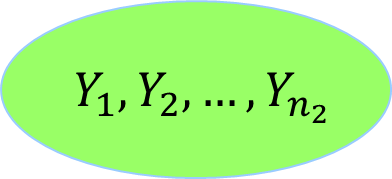 Y₁, Y₂, … , Yₙ₂